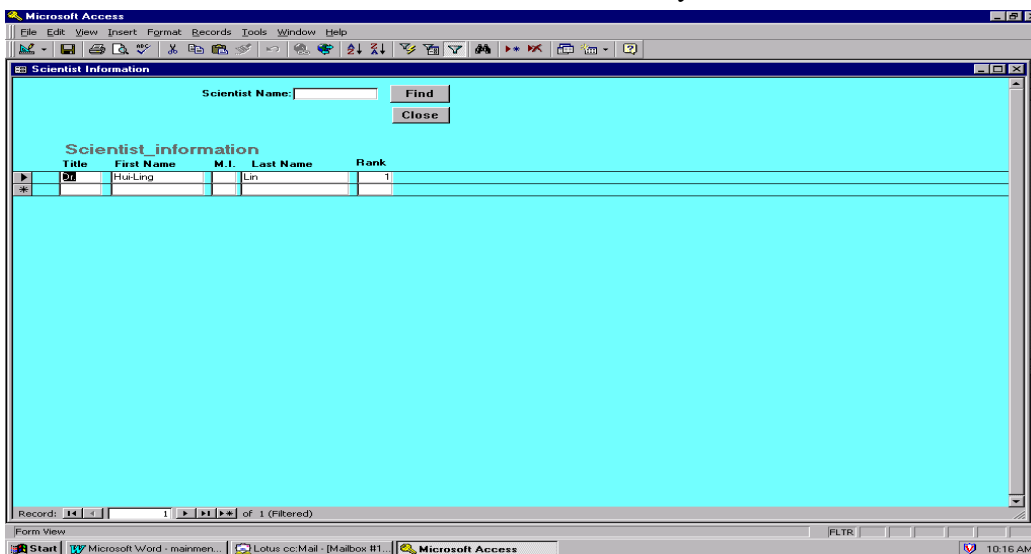 Microsoft Access
File Edit View Insert Format Records Tools Window Help
Scientist Information
Scientist Name: Find
Close
Scientist_information
Title First Name M.I. Last Name Rank
Dr. Hui-Ling Lin 1
Record: 1 of 1 (Filtered)
Form View FLTR
Start Microsoft Word - mainmen... Lotus cc:Mail - [Mailbox #1... Microsoft Access 10:16 AM